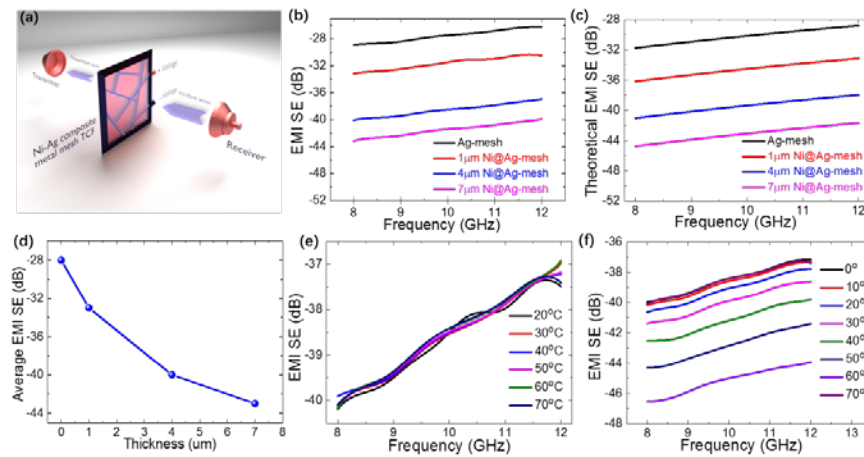 (a)
Transmitter
Ni-Ag composite
metal mesh TCF
Receiver
(b)
EMI SE (dB)
-28
-32
-36
-40
-44
-48
-52
Ag-mesh
1μm Ni@Ag-mesh
4μm Ni@Ag-mesh
7μm Ni@Ag-mesh
8 9 10 11 12
Frequency (GHz)
(c)
Theoretical EMI SE (dB)
-28
-32
-36
-40
-44
-48
-52
Ag-mesh
1μm Ni@Ag-mesh
4μm Ni@Ag-mesh
7μm Ni@Ag-mesh
8 9 10 11 12
Frequency (GHz)
(d)
Average EMI SE (dB)
-28
-32
-36
-40
-44
0 1 2 3 4 5 6 7 8
Thickness (um)
(e)
EMI SE (dB)
-37
-38
-39
-40
20°C
30°C
40°C
50°C
60°C
70°C
8 9 10 11 12
Frequency (GHz)
(f)
EMI SE (dB)
-36
-38
-40
-42
-44
-46
-48
0°
10°
20°
30°
40°
50°
60°
70°
8 9 10 11 12 13
Frequency (GHz)